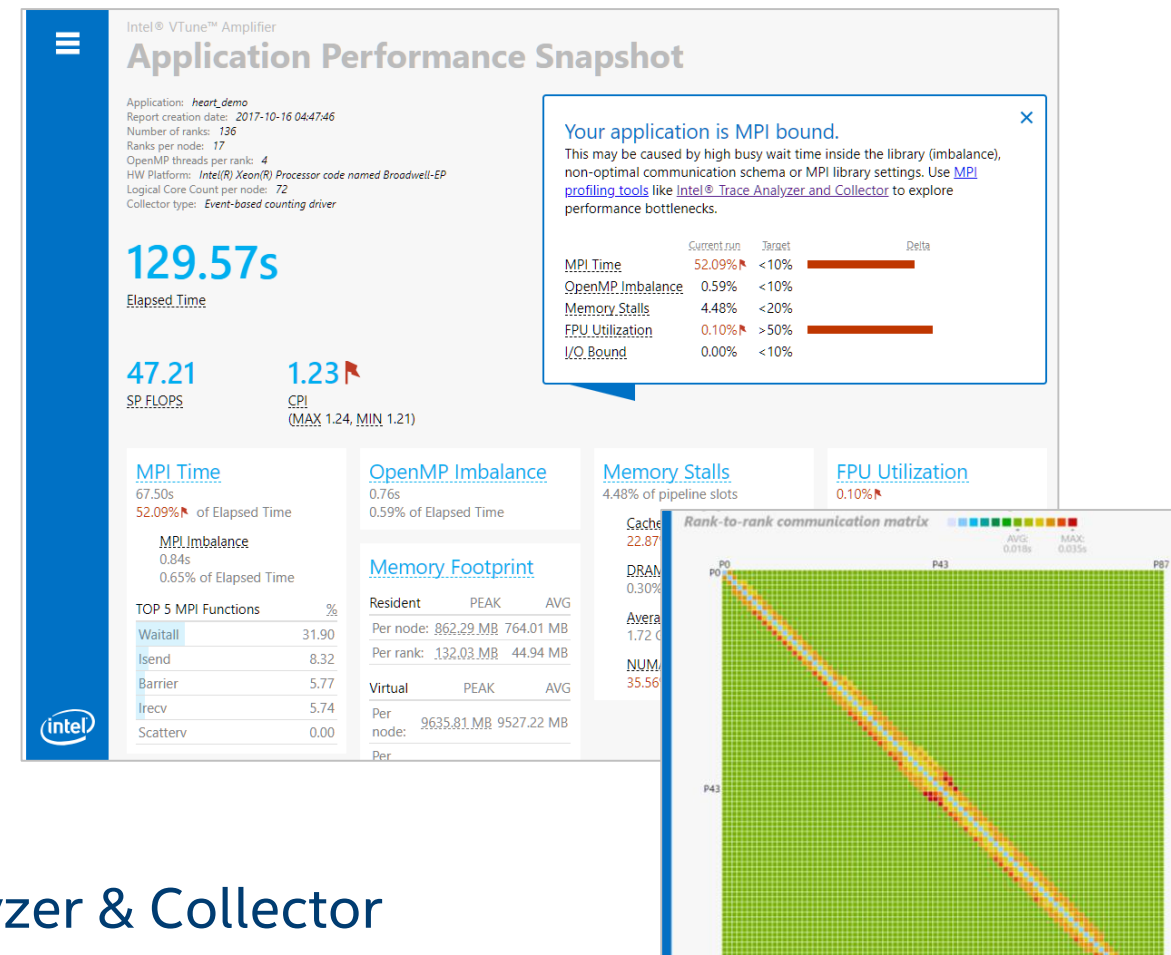 Intel® VTune™ Amplifier
Application Performance Snapshot
Application: heart_demo
Report creation date: 2017-10-16 04:47:46
Number of ranks: 136
Ranks per node: 17
OpenMP threads per rank: 4
HW Platform: Intel(R) Xeon(R) Processor code named Broadwell-EP
Logical Core Count per node: 72
Collector type: Event-based counting driver
129.57s
Elapsed Time
47.21
SP FLOPS
1.23
CPI
(MAX 1.24, MIN 1.21)
Your application is MPI bound.
This may be caused by high busy wait time inside the library (imbalance),
non-optimal communication schema or MPI library settings. Use MPI
profiling tools like Intel® Trace Analyzer and Collector to explore
performance bottlenecks.
Current run Target Delta
MPI Time 52.09% <10%
OpenMP Imbalance 0.59% <10%
Memory Stalls 4.48% <20%
FPU Utilization 0.10% >50%
I/O Bound 0.00% <10%
MPI Time
67.50s
52.09% of Elapsed Time
MPI Imbalance
0.84s
0.65% of Elapsed Time
TOP 5 MPI Functions %
Waitall 31.90
Isend 8.32
Barrier 5.77
Irecv 5.74
Scatterv 0.00
OpenMP Imbalance
0.76s
0.59% of Elapsed Time
Memory Footprint
Resident PEAK AVG
Per node: 862.29 MB 764.01 MB
Per rank: 132.03 MB 44.94 MB
Virtual PEAK AVG
Per
node: 9635.81 MB 9527.22 MB
Per
Memory Stalls
4.48% of pipeline slots
Cache
22.87
DRAM
0.30%
Avera
1.72
NUMA
35.56
FPU Utilization
0.10%
Rank-to-rank communication matrix
AVG: MAX:
0.018s 0.035s
P0 P43 P87
P0
P43
intel
yzer & Collector